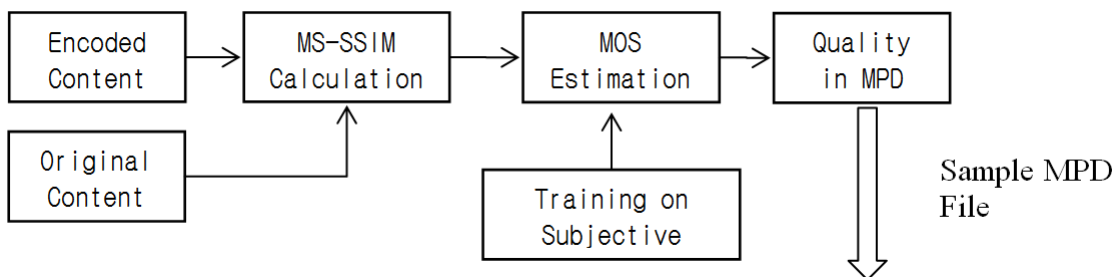 Encoded
Content
MS-SSIM
Calculation
MOS
Estimation
Quality
in MPD
Original
Content
Training on
Subjective
Sample MPD
File